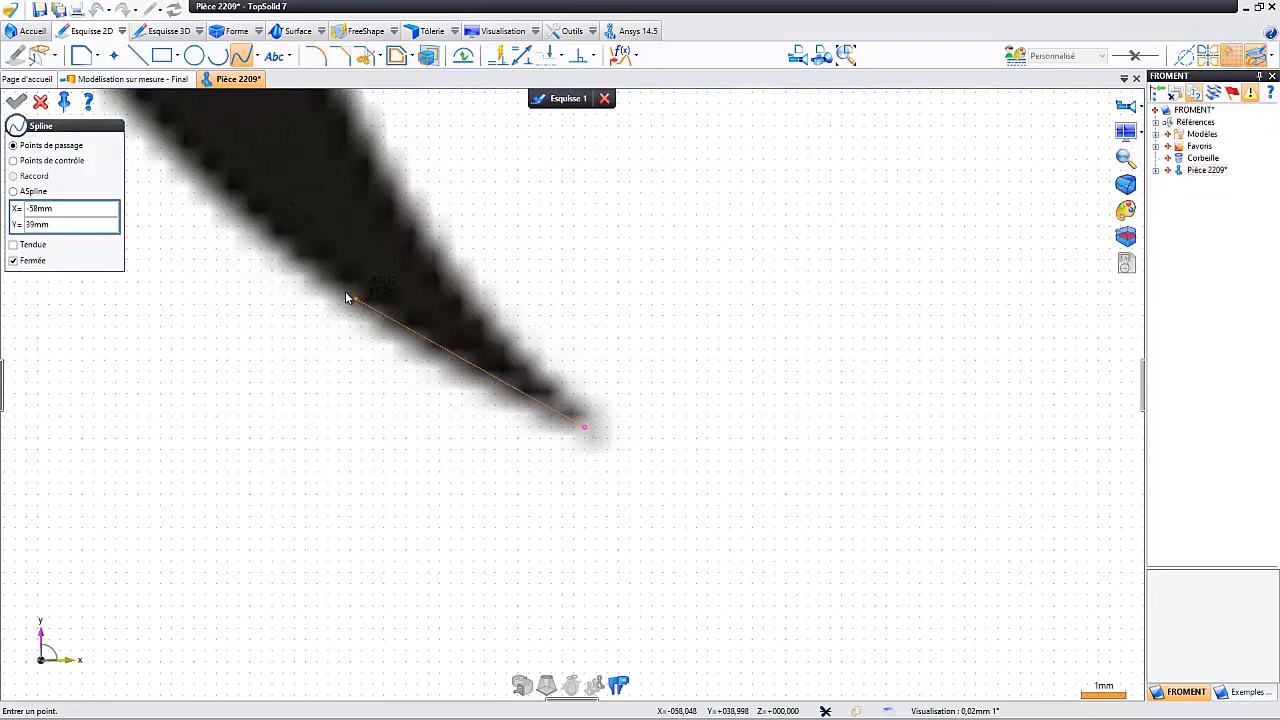 Pièce 2209* - TopSolid 7
Accueil Esquisse 2D Esquisse 3D Forme Surface FreeShape Tôlerie Visualisation Outils Ansys 14.5
Abc f(x) Personnalisé
Page d'accueil Modélisation sur mesure - Final Pièce 2209*
FROMENT
Esquisse 1
Spline
Points de passage
Points de contrôle
Raccord
ASpline
X= -58mm
Y= 39mm
Tendue
Fermée
FROMENT*
Références
Modèles
Favoris
Corbeille
Pièce 2209*
y
x
1mm
FROMENT Exemples ...
Entrer un point. X=-058,048 Y=+038,998 Z=+000,000 Visualisation : 0,02mm 1°